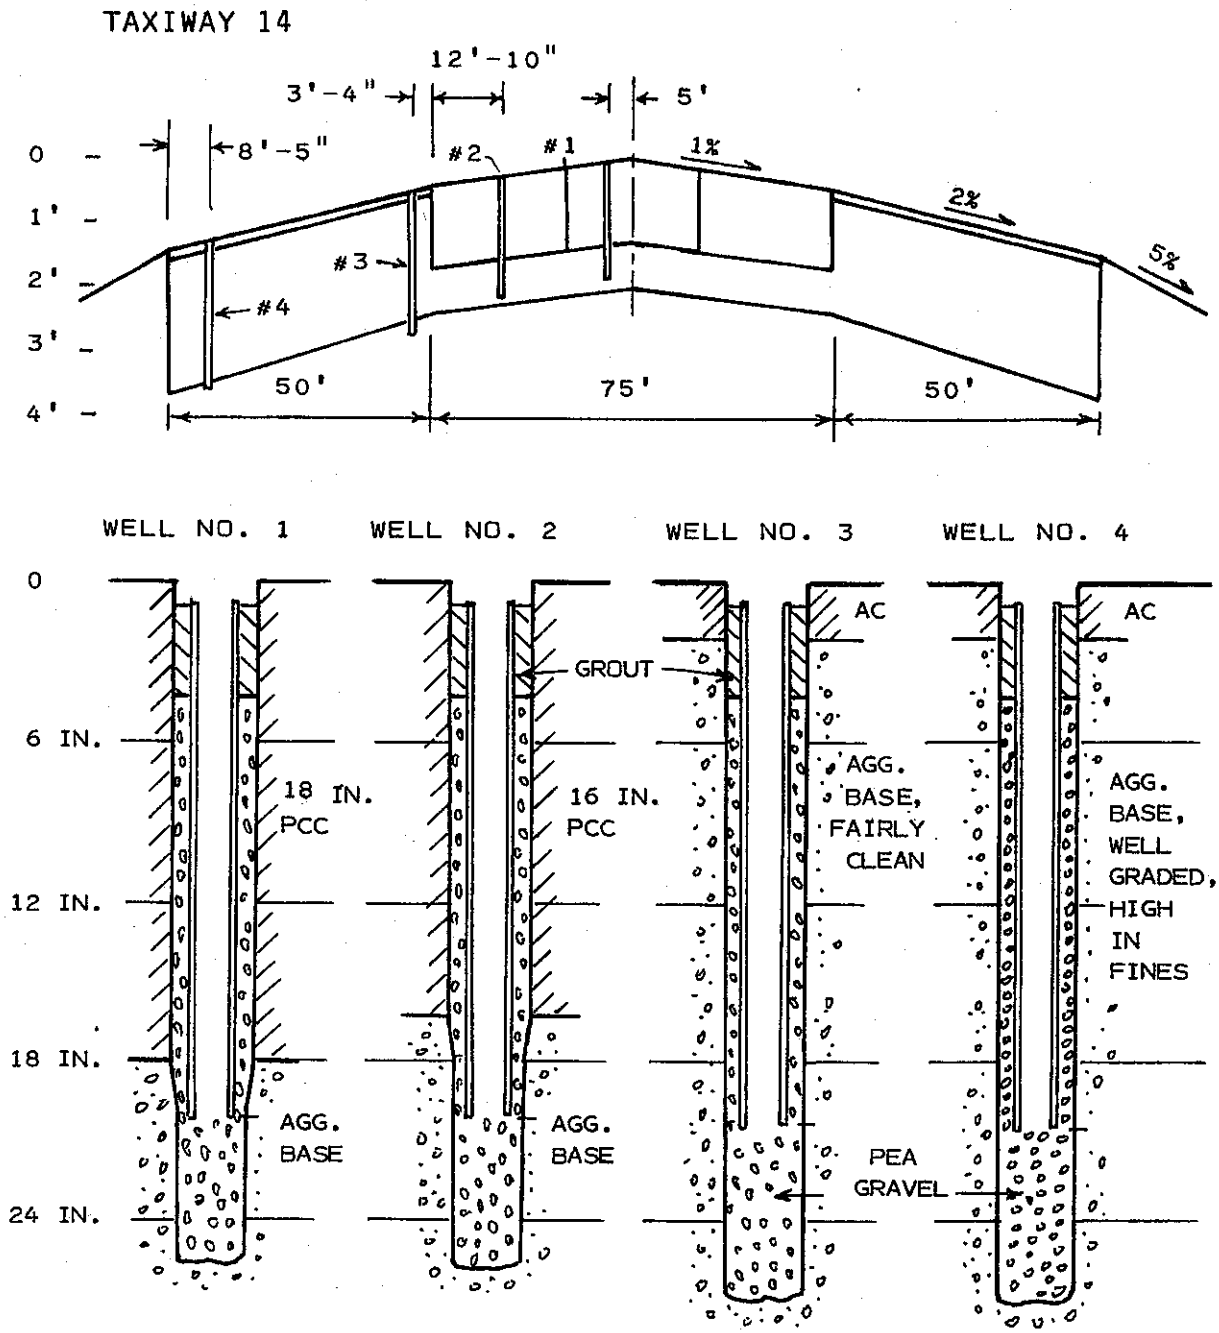 TAXIWAY 14
12'-10"
3'-4"
5'
8'-5"
0
#2
#1
1%
1'
2%
#3
5%
2'
#4
3'
50'
75'
50'
4'
WELL NO. 1
WELL NO. 2
WELL NO. 3
WELL NO. 4
0
AC
AC
GROUT
6 IN.
18 IN.
PCC
16 IN.
PCC
AGG.
BASE,
FAIRLY
CLEAN
AGG.
BASE,
WELL
GRADED,
HIGH
IN
FINES
12 IN.
18 IN.
AGG.
BASE
AGG.
BASE
PEA
GRAVEL
24 IN.